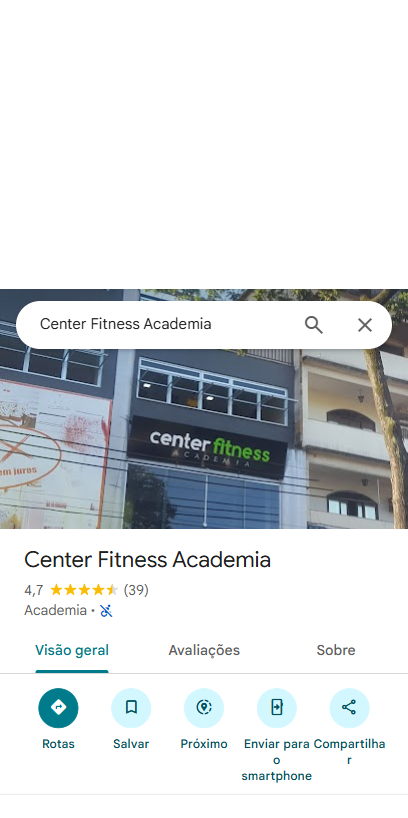 Center Fitness Academia
em juros
center fitness
ACADEMIA
Center Fitness Academia
4,7 (39)
Academia ·
Visão geral Avaliações Sobre
Rotas Salvar Próximo Enviar para o smartphone Compartilhar